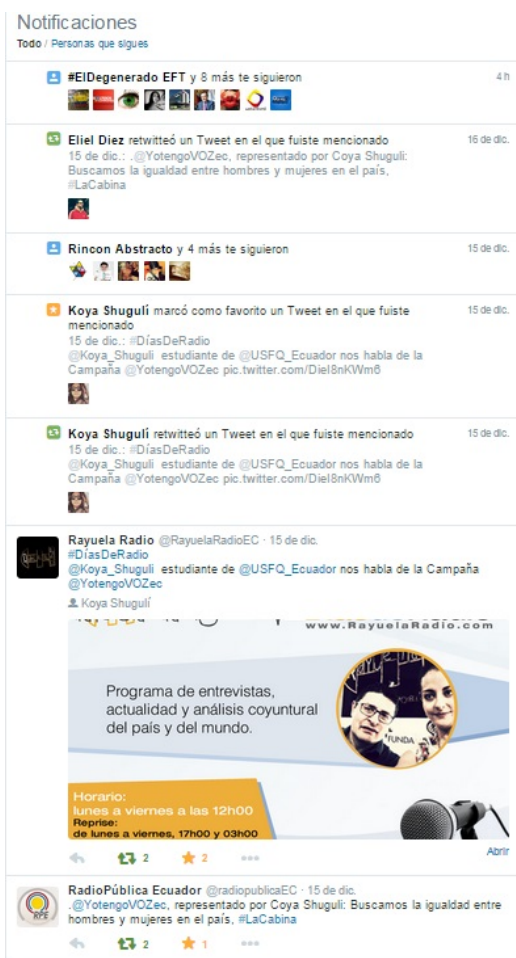 Notificaciones
Todo / Personas que sigues
#ElDegenerado EFT y 8 más te siguieron 4 h
Eliel Diez retwitteó un Tweet en el que fuiste mencionado 16 de dic.
15 de dic.: .@YotengoVOZec, representado por Coya Shuguli:
Buscamos la igualdad entre hombres y mujeres en el país,
#LaCabina
Rincon Abstracto y 4 más te siguieron 15 de dic.
Koya Shugulí marcó como favorito un Tweet en el que fuiste 15 de dic.
mencionado
15 de dic.: #DíasDeRadio
@Koya_Shuguli estudiante de @USFQ_Ecuador nos habla de la
Campaña @YotengoVOZec pic.twitter.com/Diel8nKWm6
Koya Shugulí retwitteó un Tweet en el que fuiste mencionado 15 de dic.
15 de dic.: #DíasDeRadio
@Koya_Shuguli estudiante de @USFQ_Ecuador nos habla de la
Campaña @YotengoVOZec pic.twitter.com/Diel8nKWm6
Rayuela Radio @RayuelaRadioEC · 15 de dic.
#DíasDeRadio
@Koya_Shuguli estudiante de @USFQ_Ecuador nos habla de la Campaña
@YotengoVOZec
Koya Shugulí
www.RayuelaRadio.com
Programa de entrevistas,
actualidad y análisis coyuntural
del país y del mundo.
FUNDA
Horario:
lunes a viernes a las 12h00
Reprise:
de lunes a viernes, 17h00 y 03h00
2 2 Abrir
RadioPública Ecuador @radiopublicaEC · 15 de dic.
.@YotengoVOZec, representado por Coya Shuguli: Buscamos la igualdad entre
hombres y mujeres en el país, #LaCabina
RPE
2 1